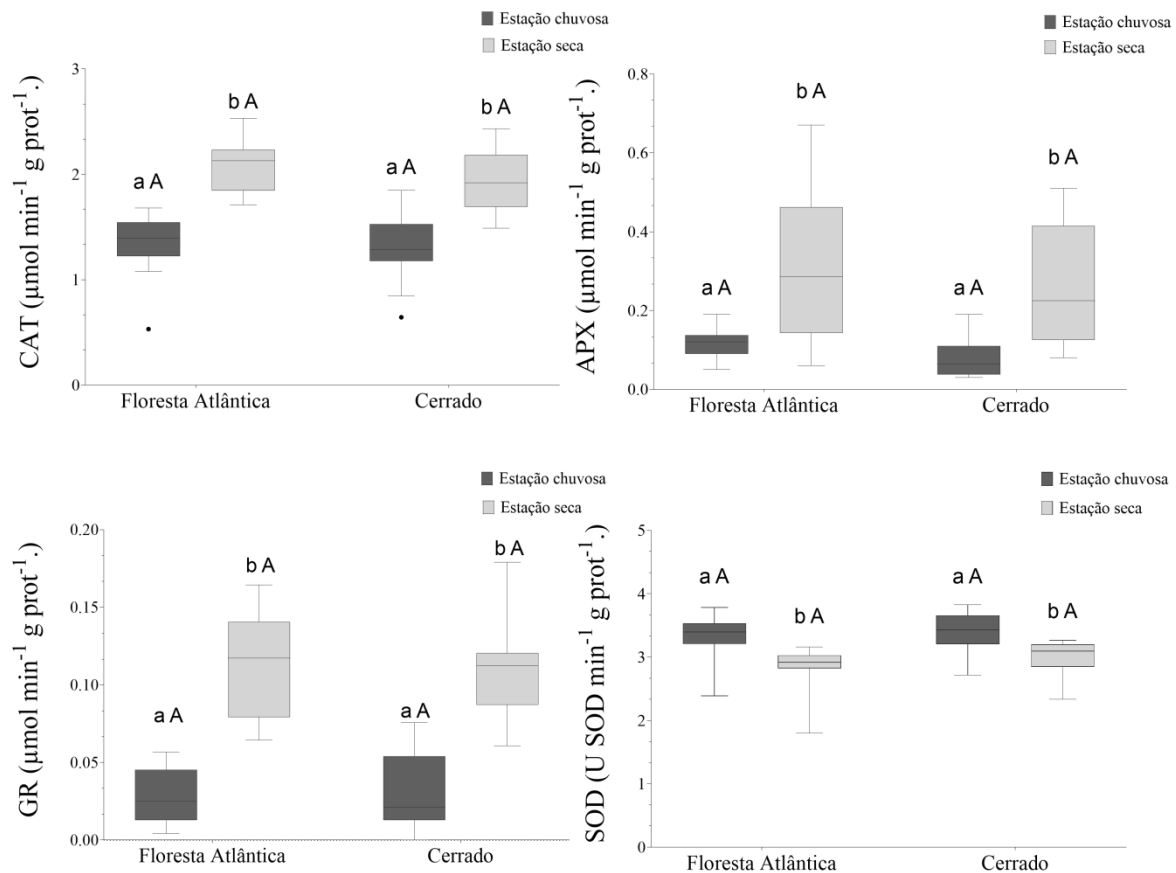 Estação chuvosa
Estação seca
CAT (µmol min⁻¹ g prot⁻¹.)
3
2
1
0
a A
b A
a A
b A
Floresta Atlântica
Cerrado
Estação chuvosa
Estação seca
APX (µmol min⁻¹ g prot⁻¹.)
0.8
0.6
0.4
0.2
0.0
a A
b A
a A
b A
Floresta Atlântica
Cerrado
Estação chuvosa
Estação seca
GR (µmol min⁻¹ g prot⁻¹.)
0.20
0.15
0.10
0.05
0.00
a A
b A
a A
b A
Floresta Atlântica
Cerrado
Estação chuvosa
Estação seca
SOD (U SOD min⁻¹ g prot⁻¹.)
5
4
3
2
1
0
a A
b A
a A
b A
Floresta Atlântica
Cerrado